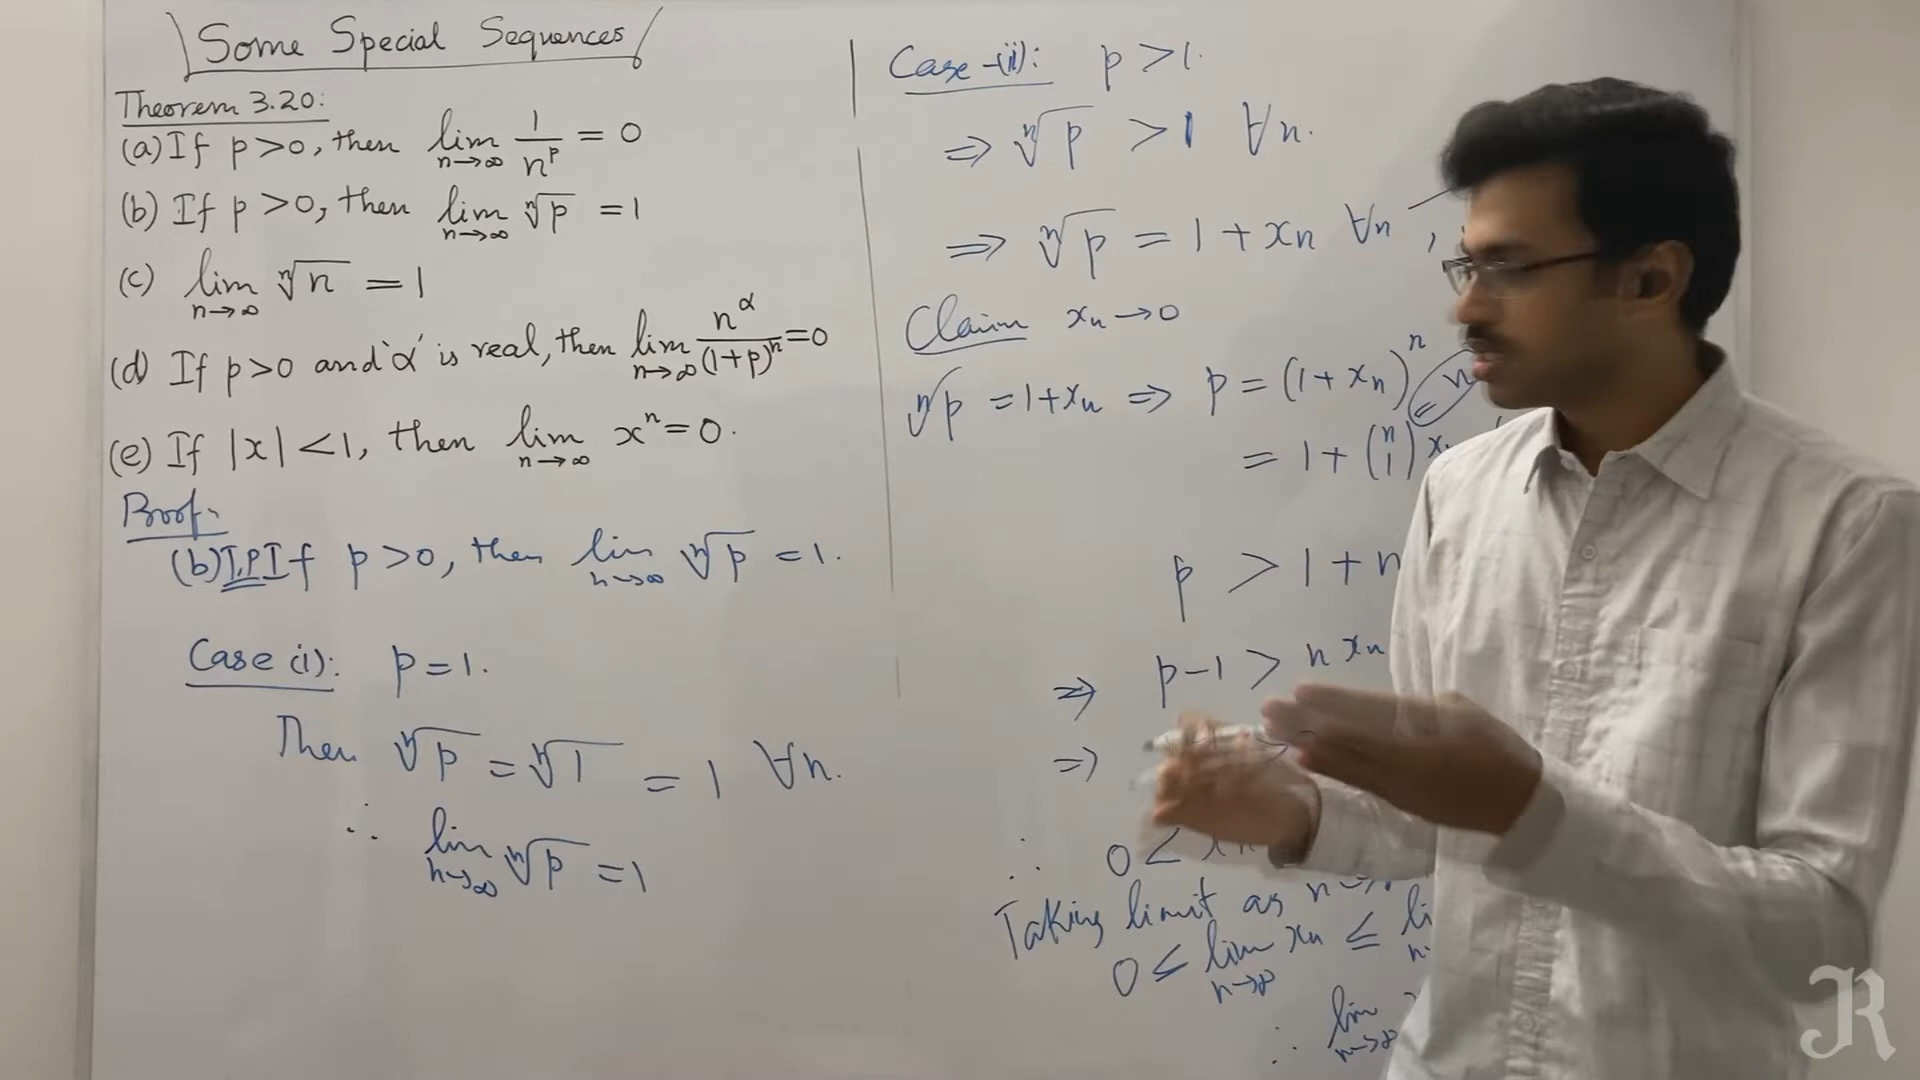 Some Special Sequences
Theorem 3.20:
(a) If p>0, then lim n→∞ 1/n^p = 0
(b) If p>0, then lim n→∞ ⁿ√p = 1
(c) lim n→∞ ⁿ√n = 1
(d) If p>0 and 'α' is real, then lim n→∞ n^α/(1+p)^n = 0
(e) If |x|<1, then lim n→∞ x^n = 0.
Proof:
(b) T.P If p>0, then lim n→∞ ⁿ√p = 1.
Case (i): p=1.
Then ⁿ√p = ⁿ√1 = 1 ∀n.
∴ lim n→∞ ⁿ√p = 1
Case-(ii): p>1.
⇒ ⁿ√p > 1 ∀n.
⇒ ⁿ√p = 1 + xn ∀n,
Claim xn→0
ⁿ√p = 1+xn ⇒ p = (1+xn)^n
= 1 + (n 1) x
p > 1 + n
⇒ p-1 > n xn
⇒
∴ 0 < xn
Taking limit as n→
0 ≤ lim n→∞ xn ≤ li n
∴ lim n→∞
R